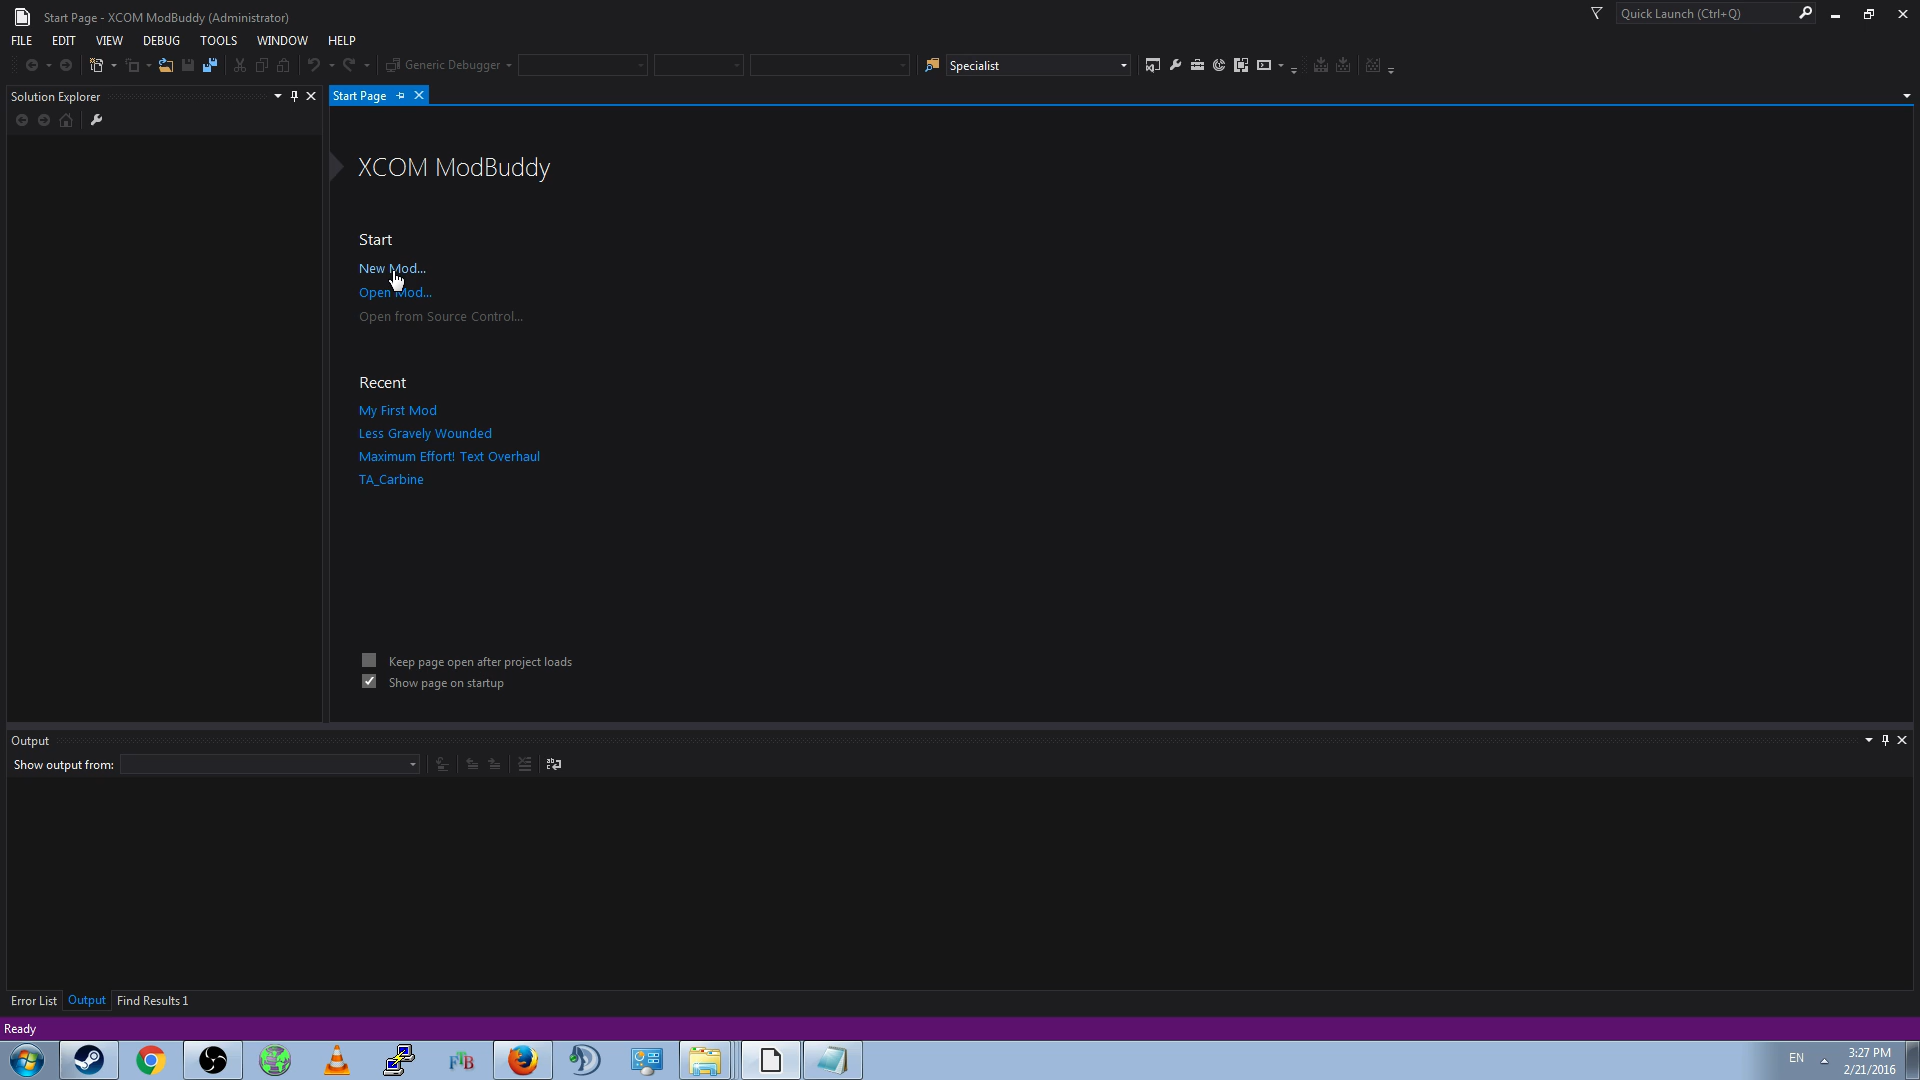 Start Page - XCOM ModBuddy (Administrator)
Quick Launch (Ctrl+Q)
FILE EDIT VIEW DEBUG TOOLS WINDOW HELP
Generic Debugger
Specialist
Solution Explorer
Start Page
XCOM ModBuddy
Start
New Mod...
Open Mod...
Open from Source Control...
Recent
My First Mod
Less Gravely Wounded
Maximum Effort! Text Overhaul
TA_Carbine
Keep page open after project loads
Show page on startup
Output
Show output from:
Error List Output Find Results 1
Ready
FTB
EN
3:27 PM
2/21/2016